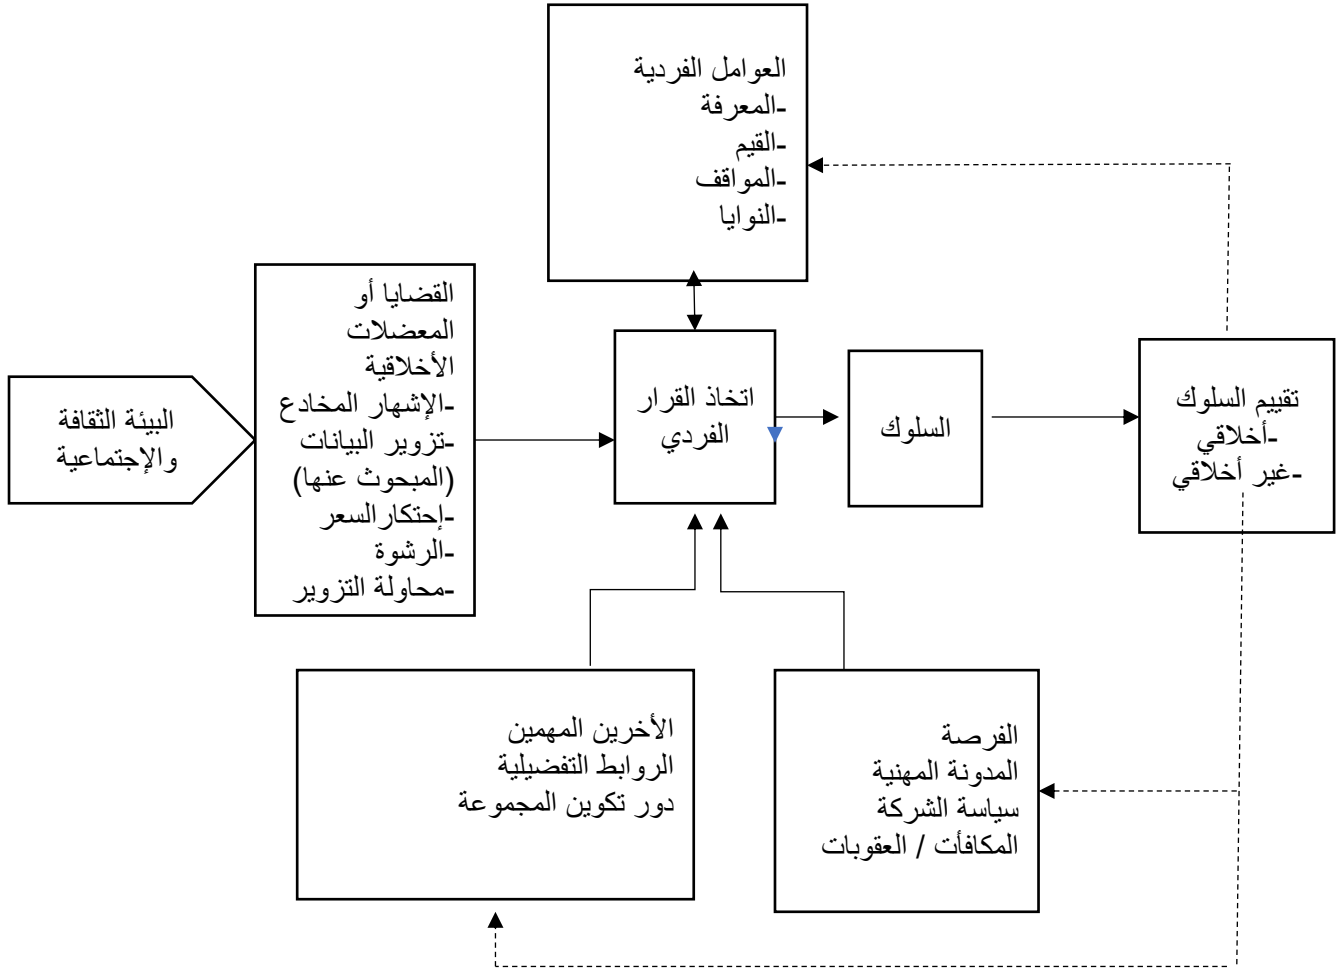 العوامل الفردية
-المعرفة
-القيم
-المواقف
-النوايا
البيئة الثقافة
والإجتماعية
القضايا أو
المعضلات
الأخلاقية
-الإشهار المخادع
-تزوير البيانات
(المبحوث عنها)
-إحتكار السعر
-الرشوة
-محاولة التزوير
اتخاذ القرار
الفردي
السلوك
تقييم السلوك
-أخلاقي
-غير أخلاقي
الأخرين المهمين
الروابط التفضيلية
دور تكوين المجموعة
الفرصة
المدونة المهنية
سياسة الشركة
المكافأت / العقوبات